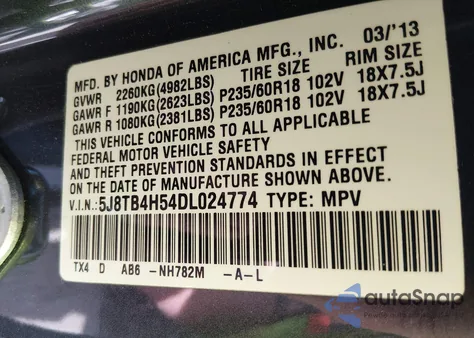 MFD. BY HONDA OF AMERICA MFG., INC. 03/'13
GVWR 2260KG(4982LBS) TIRE SIZE RIM SIZE
GAWR F 1190KG(2623LBS) P235/60R18 102V 18X7.5J
GAWR R 1080KG(2381LBS) P235/60R18 102V 18X7.5J
THIS VEHICLE CONFORMS TO ALL APPLICABLE
FEDERAL MOTOR VEHICLE SAFETY
AND THEFT PREVENTION STANDARDS IN EFFECT
ON THE DATE OF MANUFACTURE SHOWN ABOVE.
V.I.N.: 5J8TB4H54DL024774 TYPE: MPV
TX4 D AB6 -NH782M -A-L
autoSnap